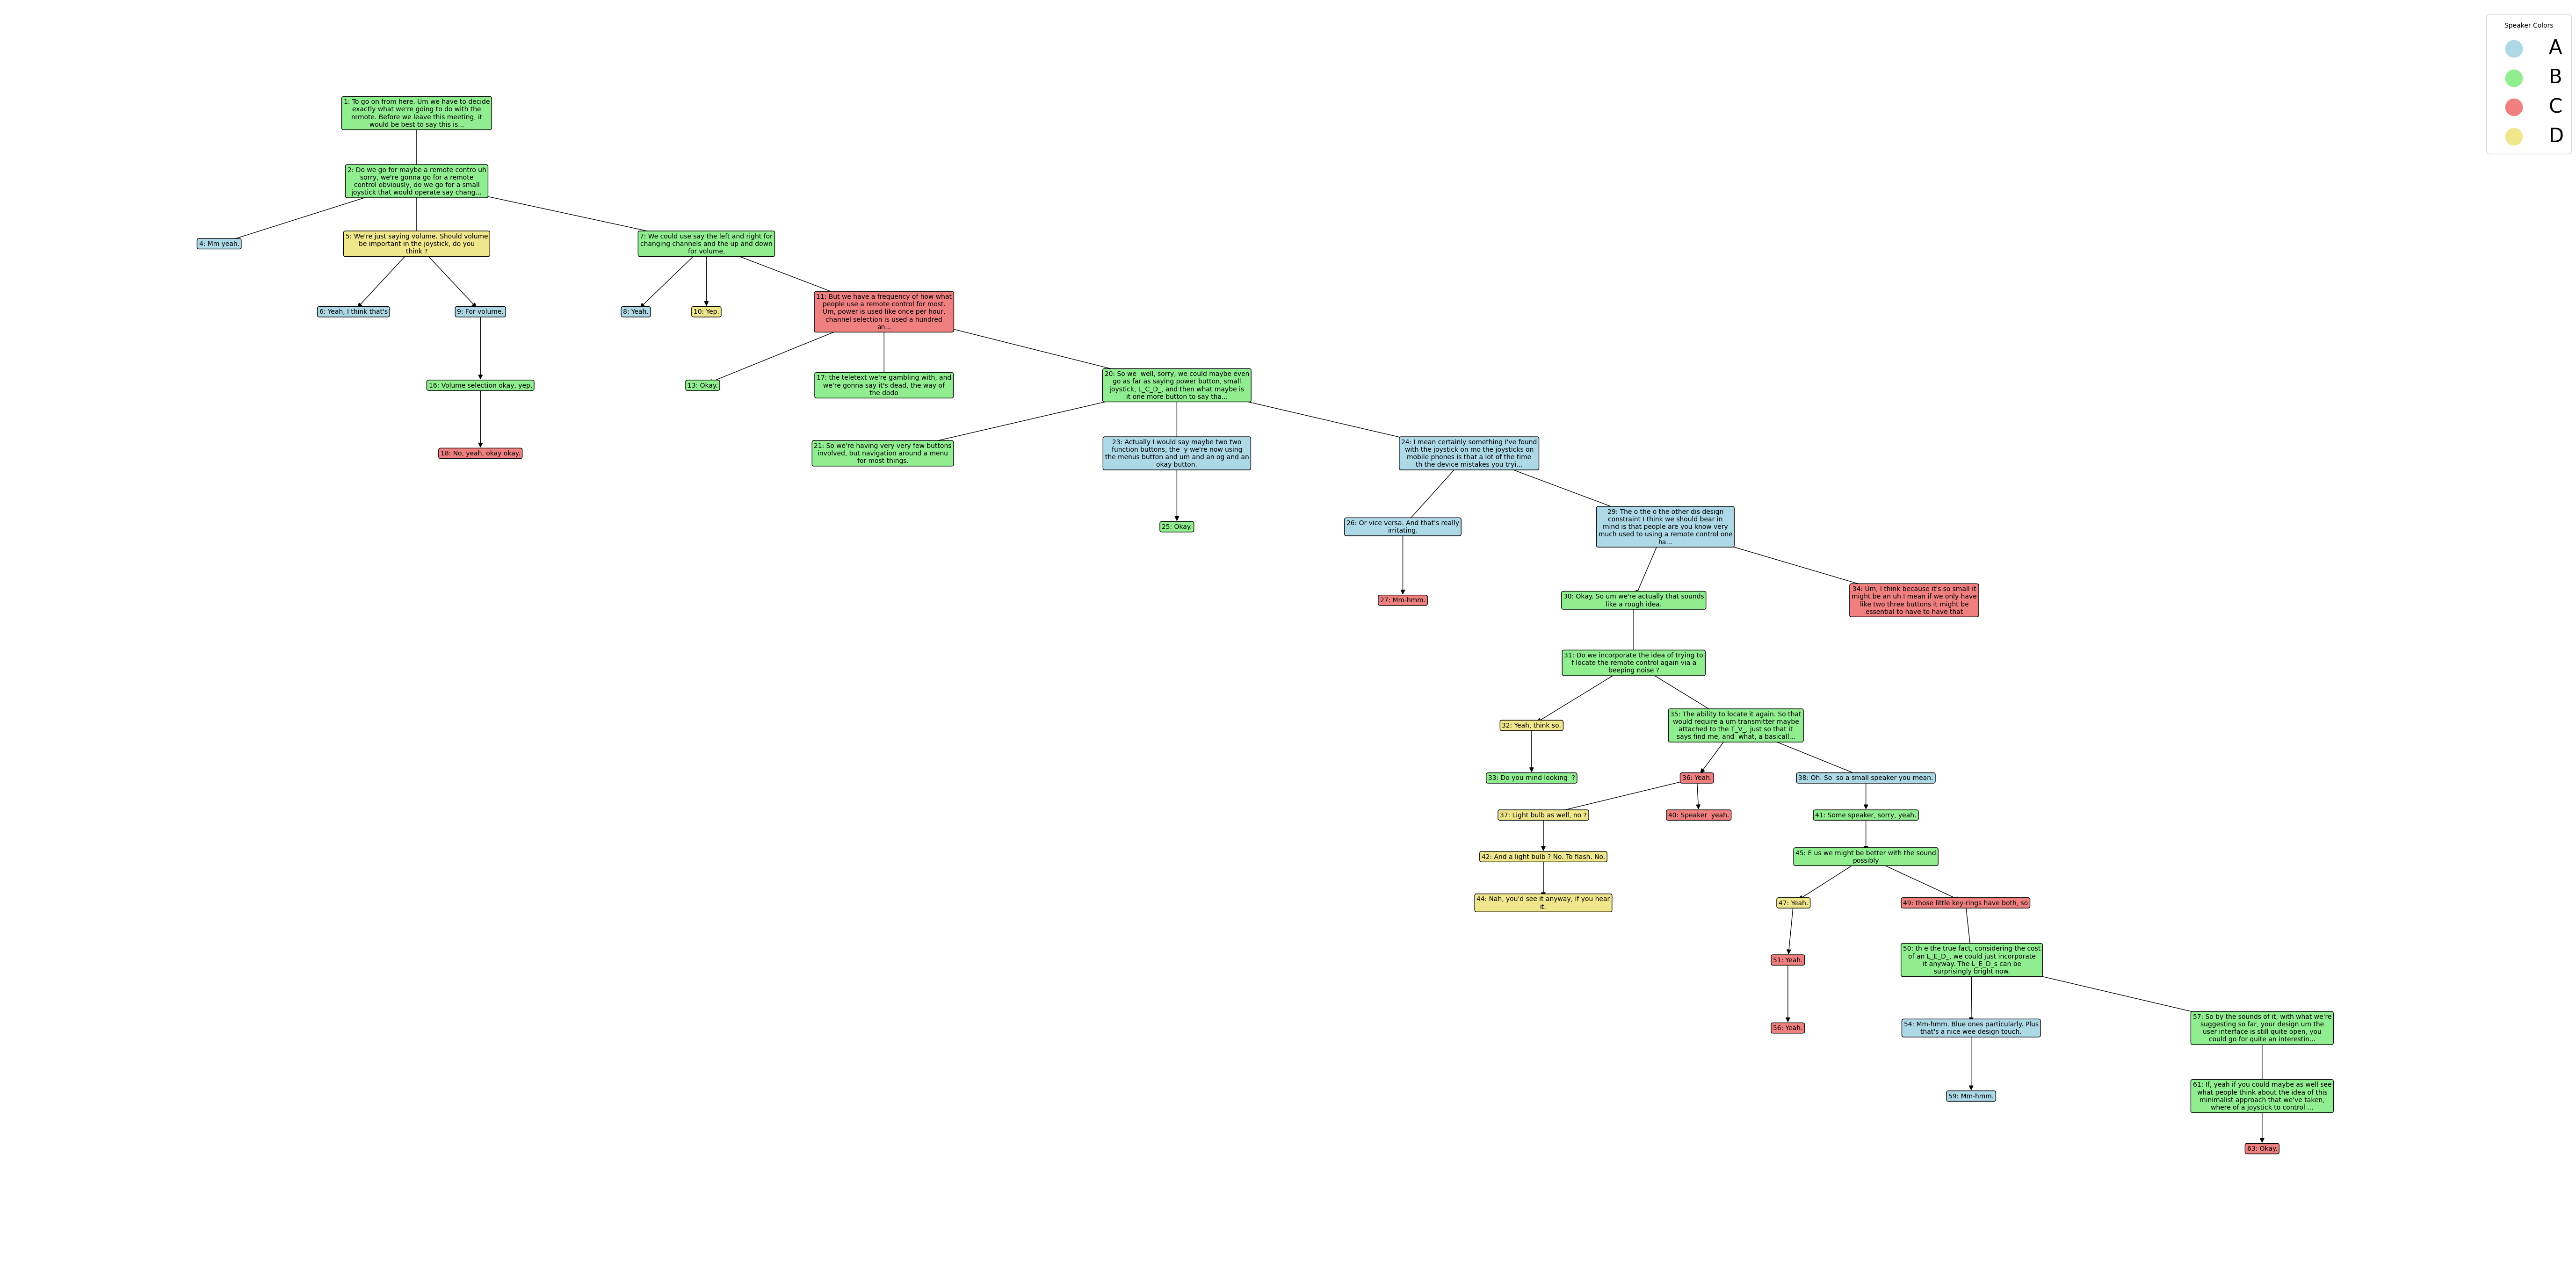 Speaker Colors
A
B
C
D
1: To go on from here. Um we have to decide
exactly what we're going to do with the
remote. Before we leave this meeting, it
would be best to say this is...
2: Do we go for maybe a remote contro uh
sorry, we're gonna go for a remote
control obviously, do we go for a small
joystick that would operate say chang...
4: Mm yeah.
5: We're just saying volume. Should volume
be important in the joystick, do you
think ?
7: We could use say the left and right for
changing channels and the up and down
for volume,
6: Yeah, I think that's
9: For volume.
8: Yeah.
10: Yep.
11: But we have a frequency of how what
people use a remote control for most.
Um, power is used like once per hour,
channel selection is used a hundred
an...
16: Volume selection okay, yep,
13: Okay.
17: the teletext we're gambling with, and
we're gonna say it's dead, the way of
the dodo
20: So we  well, sorry, we could maybe even
go as far as saying power button, small
joystick, L_C_D_, and then what maybe is
it one more button to say tha...
18: No, yeah, okay okay.
21: So we're having very very few buttons
involved, but navigation around a menu
for most things.
23: Actually I would say maybe two two
function buttons, the  y we're now using
the menus button and um and an og and an
okay button.
24: I mean certainly something I've found
with the joystick on mo the joysticks on
mobile phones is that a lot of the time
th the device mistakes you tryi...
25: Okay.
26: Or vice versa. And that's really
irritating.
29: The o the o the other dis design
constraint I think we should bear in
mind is that people are you know very
much used to using a remote control one
ha...
27: Mm-hmm.
30: Okay. So um we're actually that sounds
like a rough idea.
34: Um, I think because it's so small it
might be an uh I mean if we only have
like two three buttons it might be
essential to have to have that
31: Do we incorporate the idea of trying to
f locate the remote control again via a
beeping noise ?
32: Yeah, think so.
35: The ability to locate it again. So that
would require a um transmitter maybe
attached to the T_V_, just so that it
says find me, and  what, a basicall...
33: Do you mind looking  ?
36: Yeah.
38: Oh. So  so a small speaker you mean.
37: Light bulb as well, no ?
40: Speaker  yeah.
41: Some speaker, sorry, yeah.
42: And a light bulb ? No. To flash. No.
45: E us we might be better with the sound
possibly
44: Nah, you'd see it anyway, if you hear
it.
47: Yeah.
49: those little key-rings have both, so
51: Yeah.
50: th e the true fact, considering the cost
of an L_E_D_, we could just incorporate
it anyway. The L_E_D_s can be
surprisingly bright now.
56: Yeah.
54: Mm-hmm. Blue ones particularly. Plus
that's a nice wee design touch.
57: So by the sounds of it, with what we're
suggesting so far, your design um the
user interface is still quite open, you
could go for quite an interestin...
59: Mm-hmm.
61: If, yeah if you could maybe as well see
what people think about the idea of this
minimalist approach that we've taken,
where of a joystick to control ...
63: Okay.